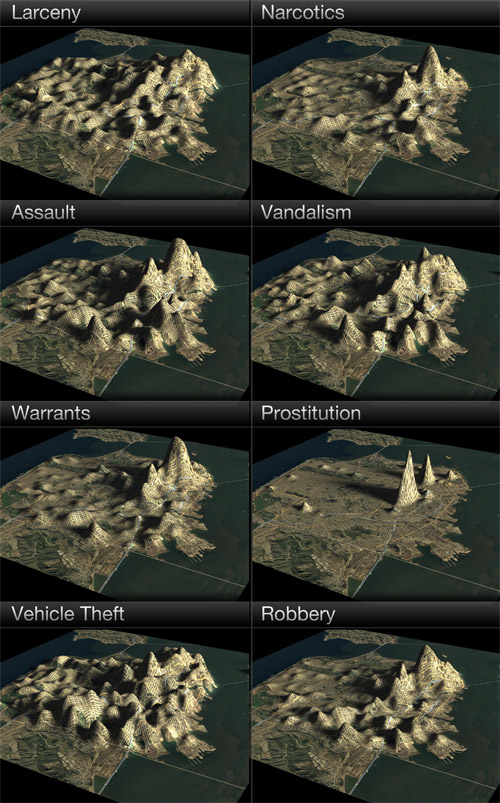 Larceny
Narcotics
Assault
Vandalism
Warrants
Prostitution
Vehicle Theft
Robbery